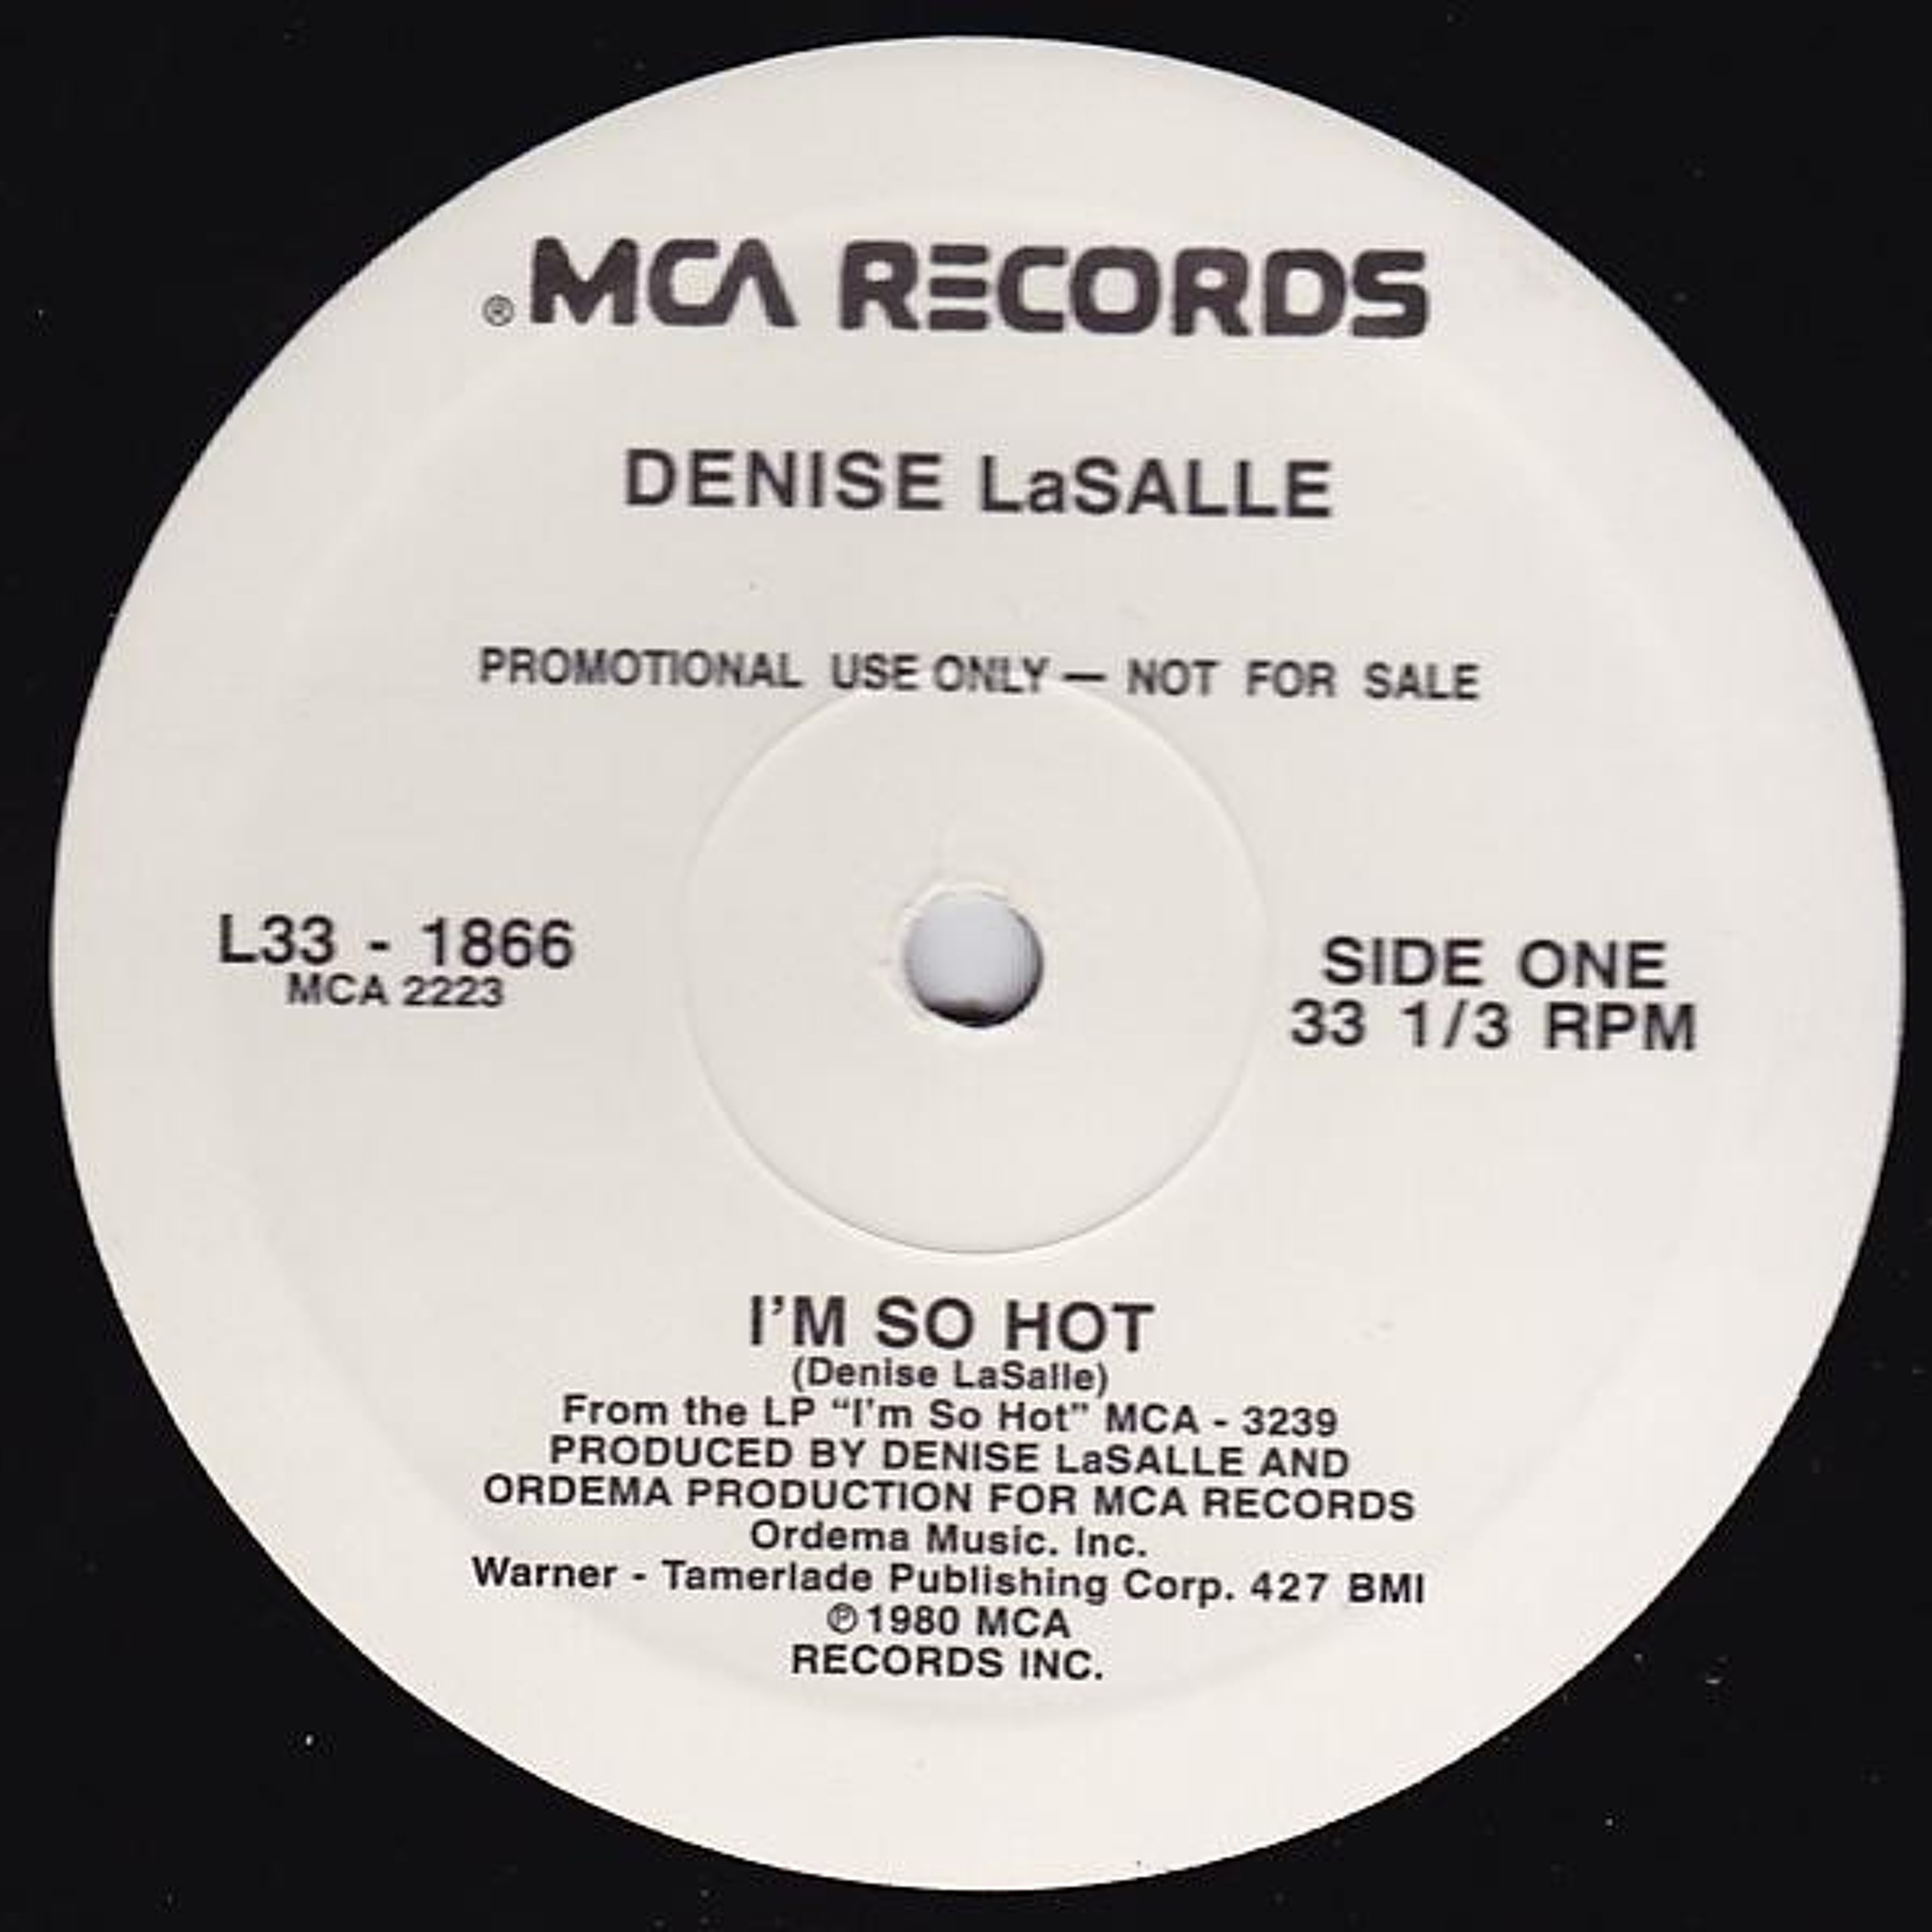 ® MCA RECORDS
DENISE LaSALLE
PROMOTIONAL USE ONLY — NOT FOR SALE
L33 - 1866
MCA 2223
SIDE ONE
33 1/3 RPM
I'M SO HOT
(Denise LaSalle)
From the LP “I'm So Hot” MCA - 3239
PRODUCED BY DENISE LaSALLE AND
ORDEMA PRODUCTION FOR MCA RECORDS
Ordema Music. Inc.
Warner - Tamerlade Publishing Corp. 427 BMI
℗ 1980 MCA
RECORDS INC.